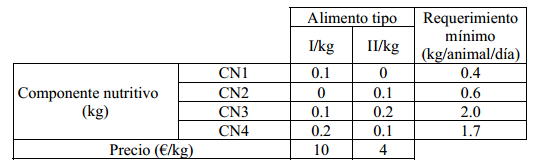 Alimento tipo Requerimiento
mínimo
(kg/animal/día)
I/kg II/kg
Componente nutritivo
(kg)
CN1 0.1 0 0.4
CN2 0 0.1 0.6
CN3 0.1 0.2 2.0
CN4 0.2 0.1 1.7
Precio (€/kg) 10 4